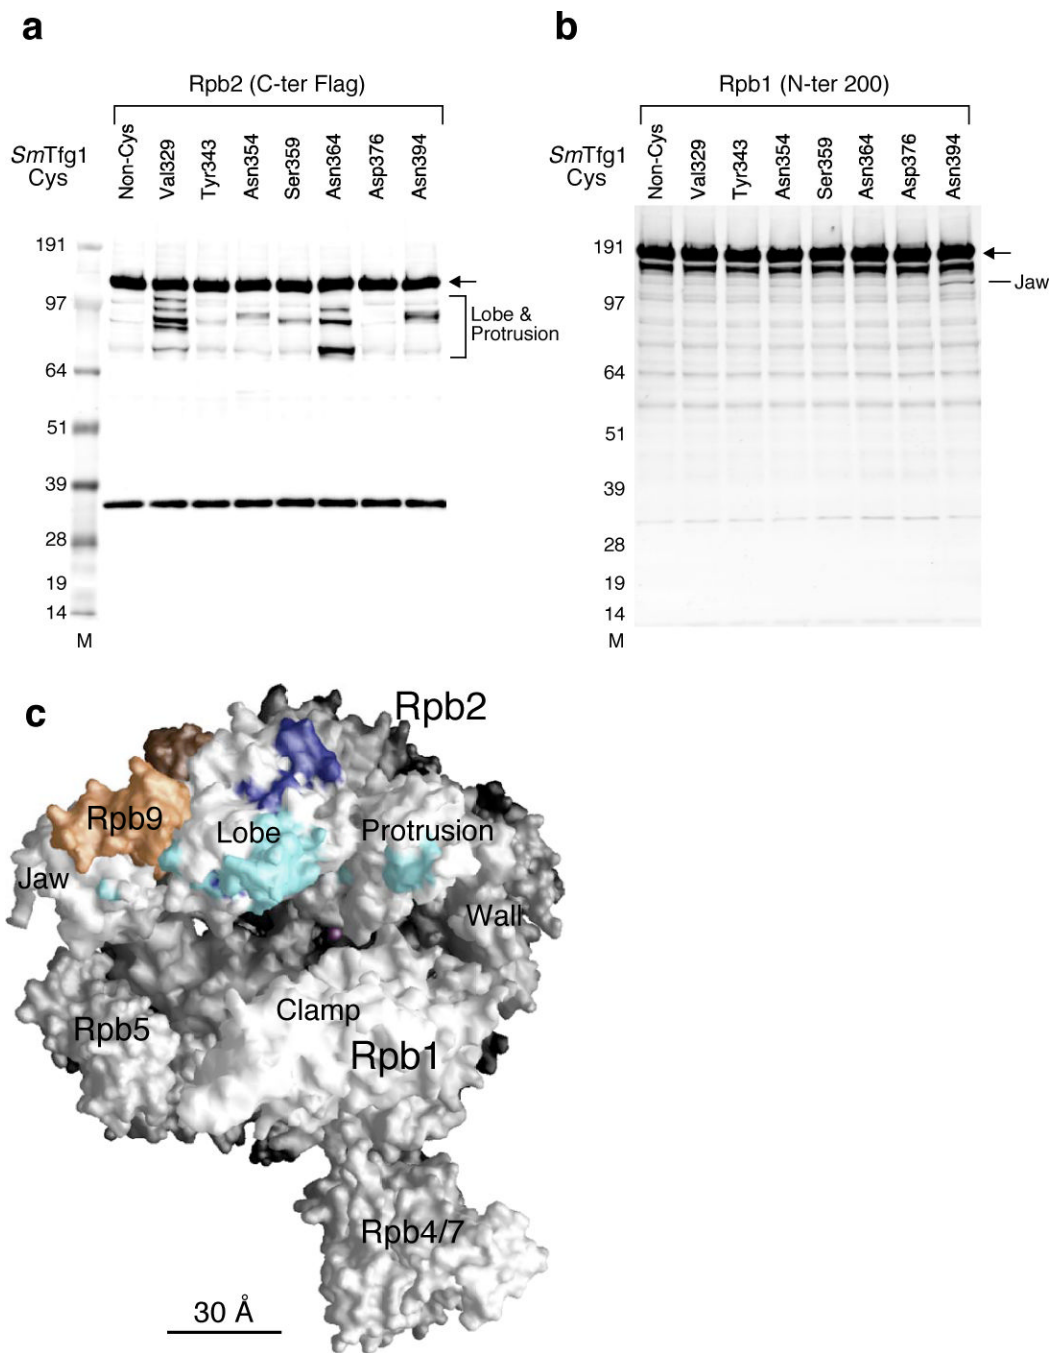 a
Rpb2 (C-ter Flag)
SmTfg1
Cys
Non-Cys
Val329
Tyr343
Asn354
Ser359
Asn364
Asp376
Asn394
191
97
64
51
39
28
19
14
M
Lobe &
Protrusion
b
Rpb1 (N-ter 200)
SmTfg1
Cys
Non-Cys
Val329
Tyr343
Asn354
Ser359
Asn364
Asp376
Asn394
191
97
64
51
39
28
19
14
M
Jaw
c
Rpb2
Rpb9
Lobe
Protrusion
Jaw
Wall
Clamp
Rpb5
Rpb1
Rpb4/7
30 Å